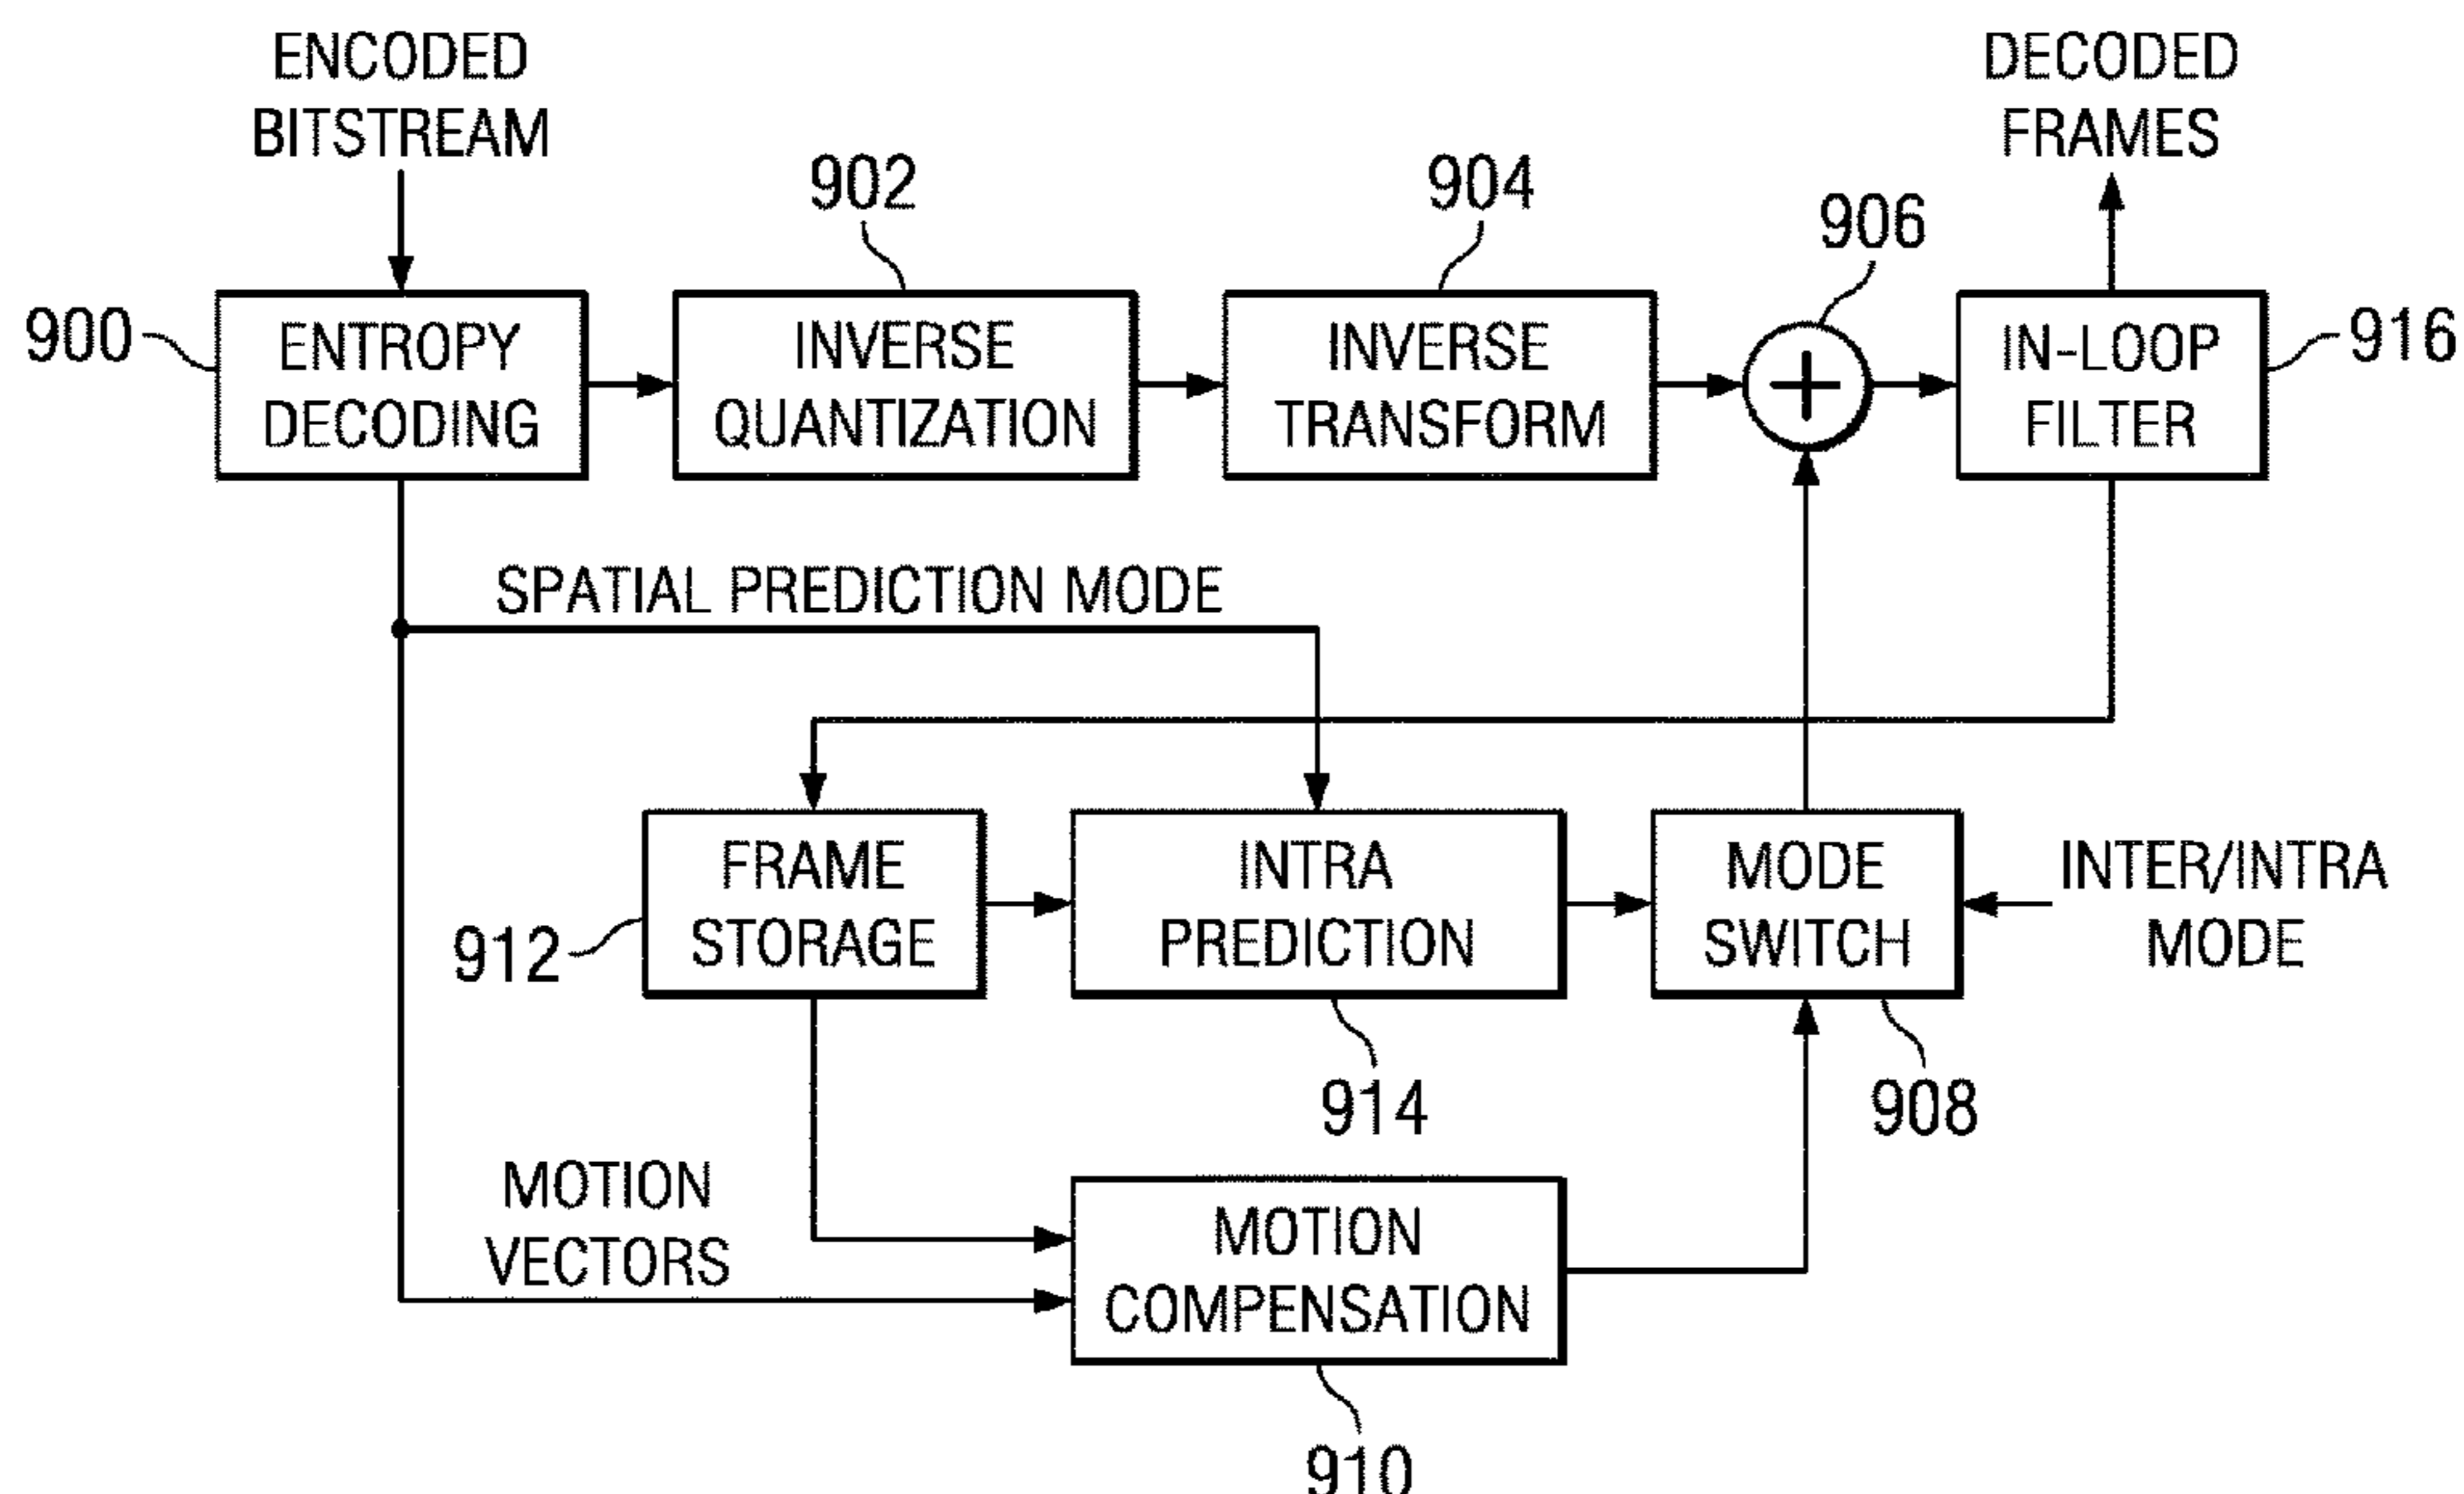 ENCODED
BITSTREAM
DECODED
FRAMES
902
904
906
900
ENTROPY
DECODING
INVERSE
QUANTIZATION
INVERSE
TRANSFORM
+
IN-LOOP
FILTER
916
SPATIAL PREDICTION MODE
FRAME
STORAGE
INTRA
PREDICTION
MODE
SWITCH
INTER/INTRA
MODE
912
914
908
MOTION
VECTORS
MOTION
COMPENSATION
910